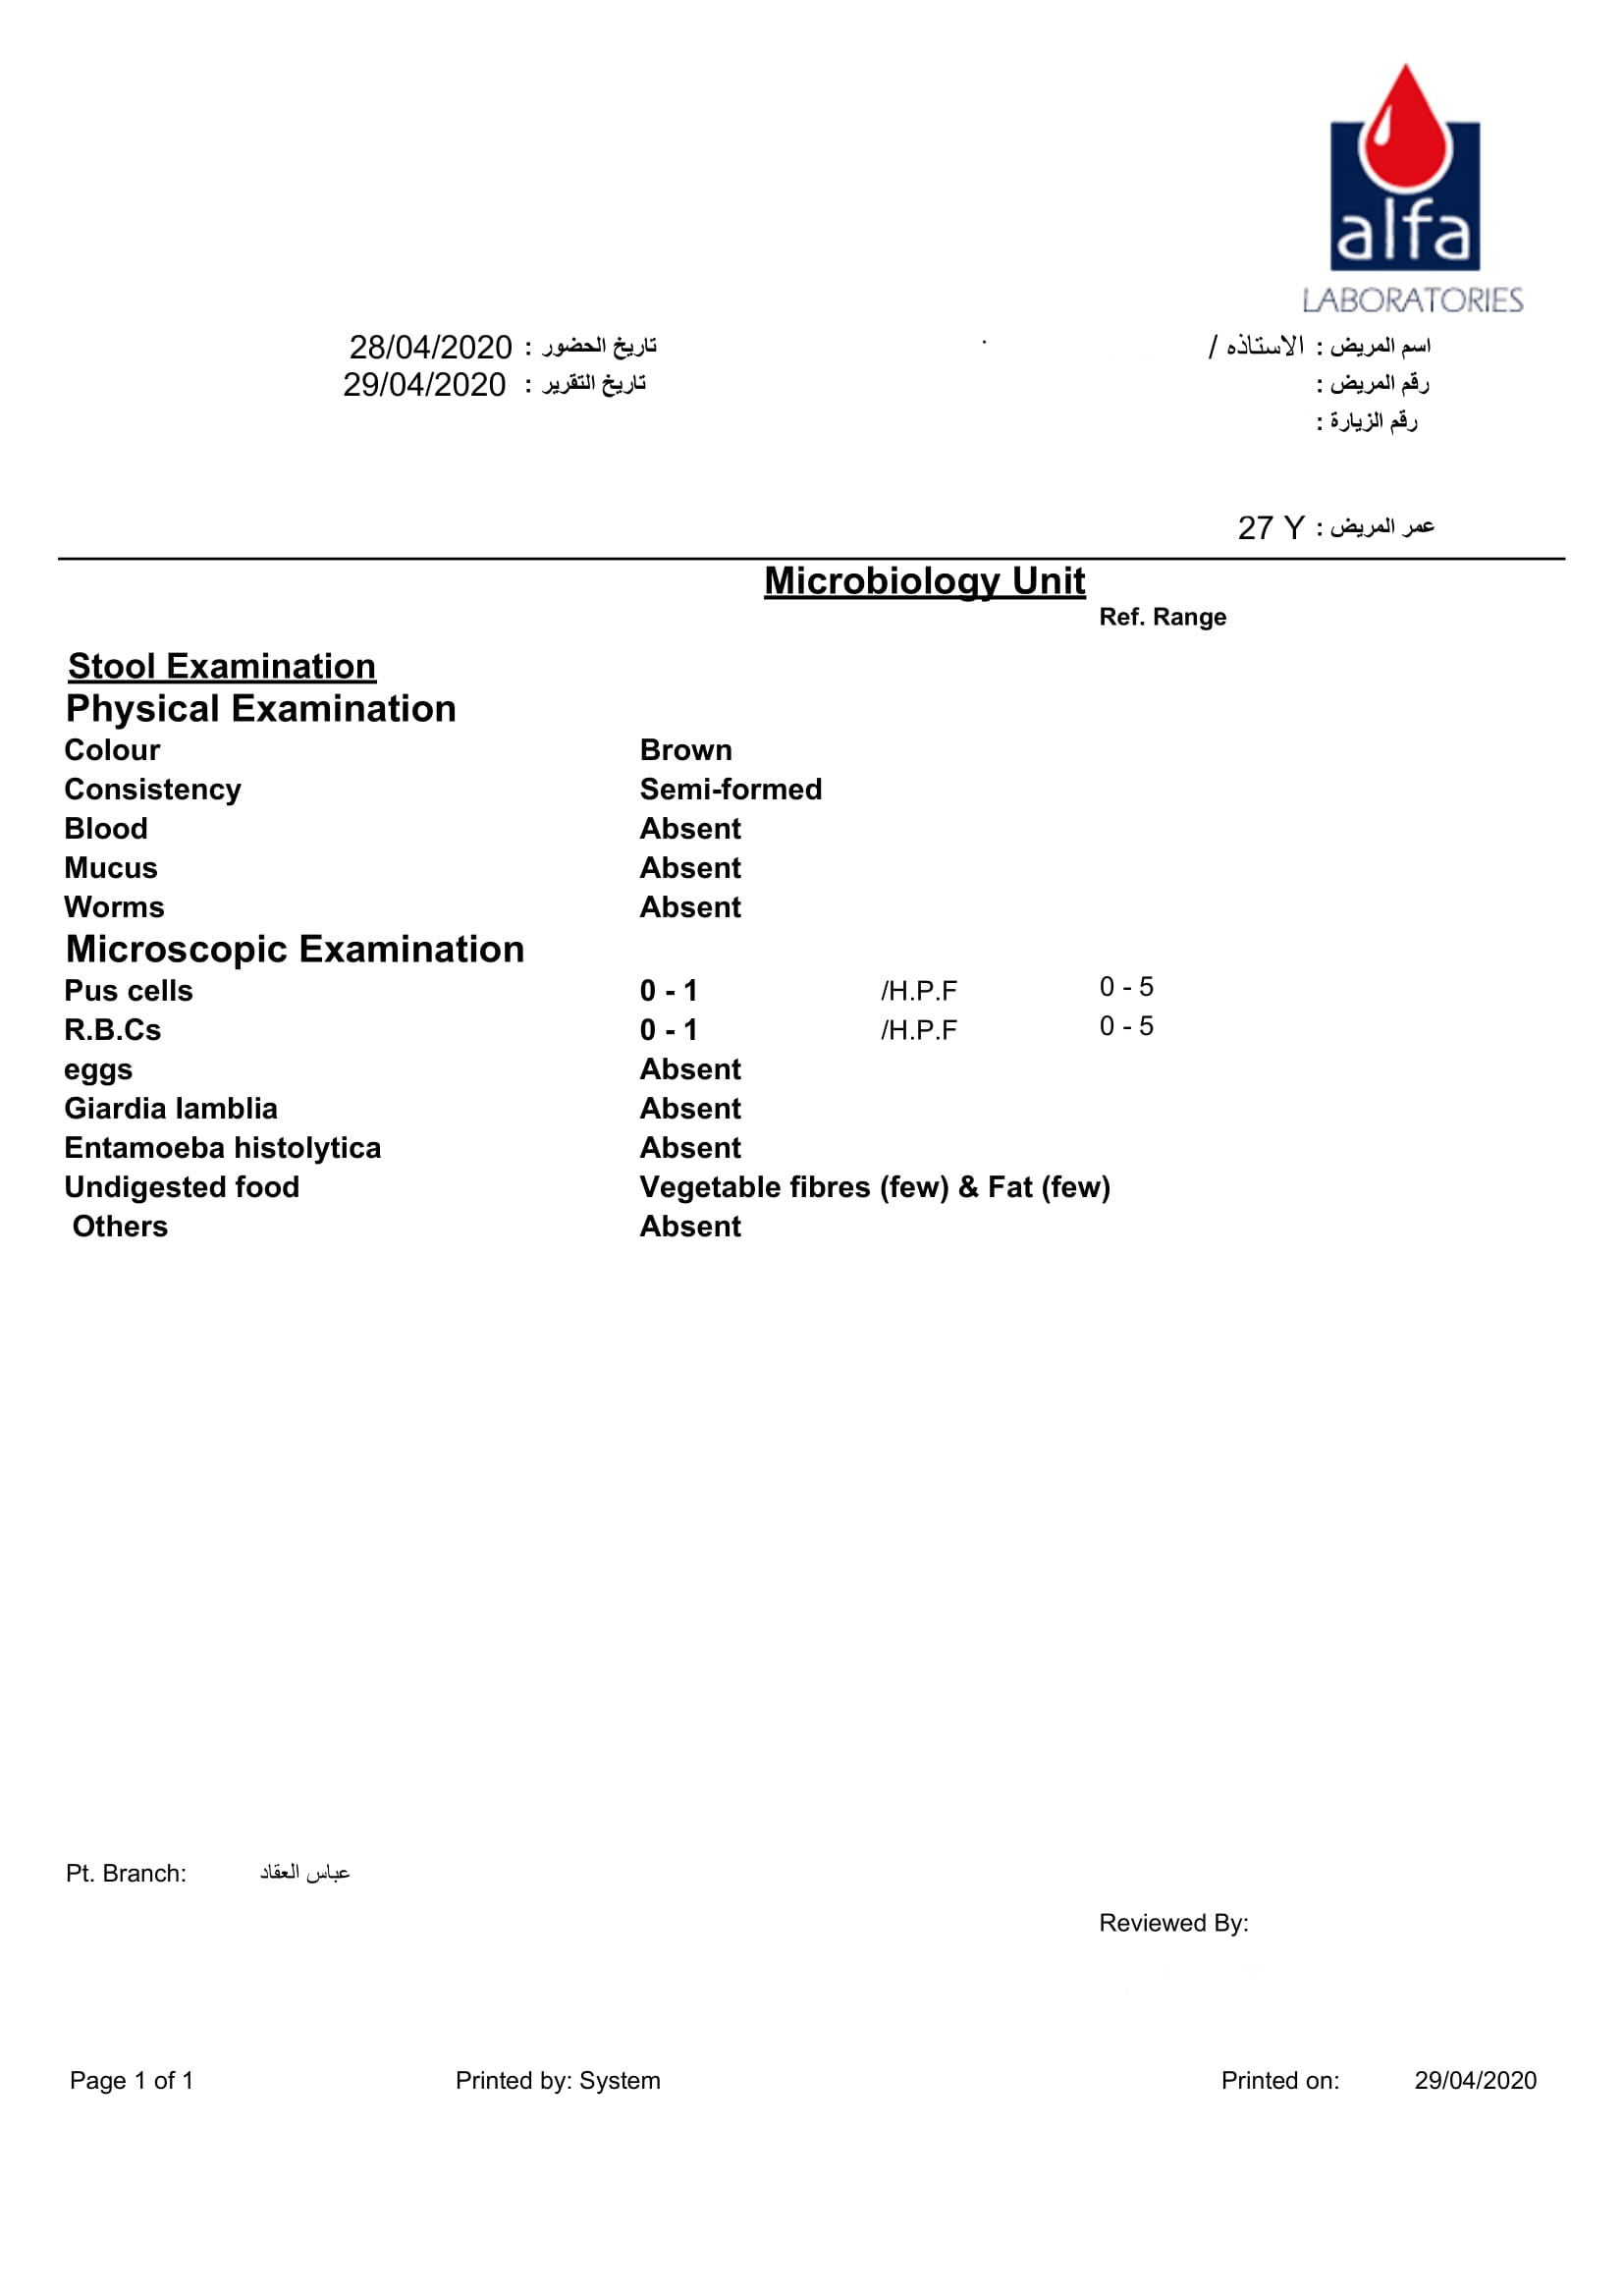 alfa
LABORATORIES
اسم المريض : الاستاذه / تاريخ الحضور : 28/04/2020
رقم المريض : تاريخ التقرير : 29/04/2020
رقم الزيارة :
عمر المريض : 27 Y
Microbiology Unit
Ref. Range
Stool Examination
Physical Examination
Colour Brown
Consistency Semi-formed
Blood Absent
Mucus Absent
Worms Absent
Microscopic Examination
Pus cells 0 - 1 /H.P.F 0 - 5
R.B.Cs 0 - 1 /H.P.F 0 - 5
eggs Absent
Giardia lamblia Absent
Entamoeba histolytica Absent
Undigested food Vegetable fibres (few) & Fat (few)
Others Absent
Pt. Branch: عباس العقاد
Reviewed By:
Page 1 of 1 Printed by: System Printed on: 29/04/2020